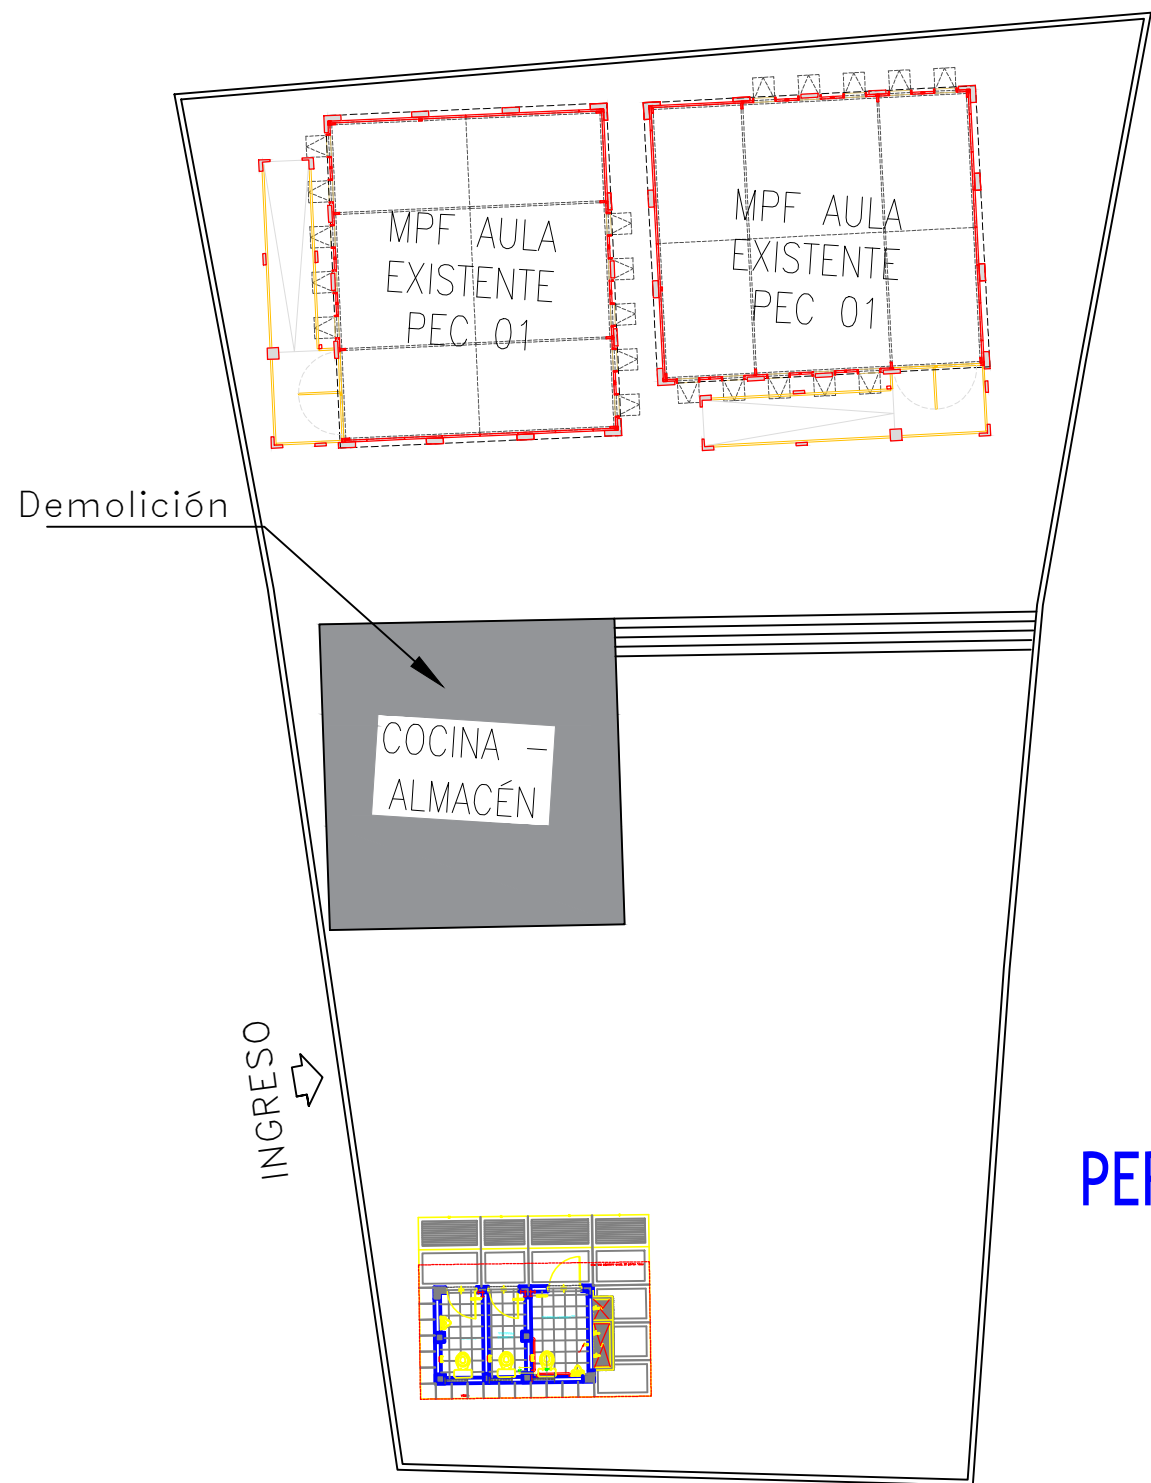 MPF AULA
EXISTENTE
PEC 01
MPF AULA
EXISTENTE
PEC 01
Demolición
COCINA –
ALMACÉN
INGRESO